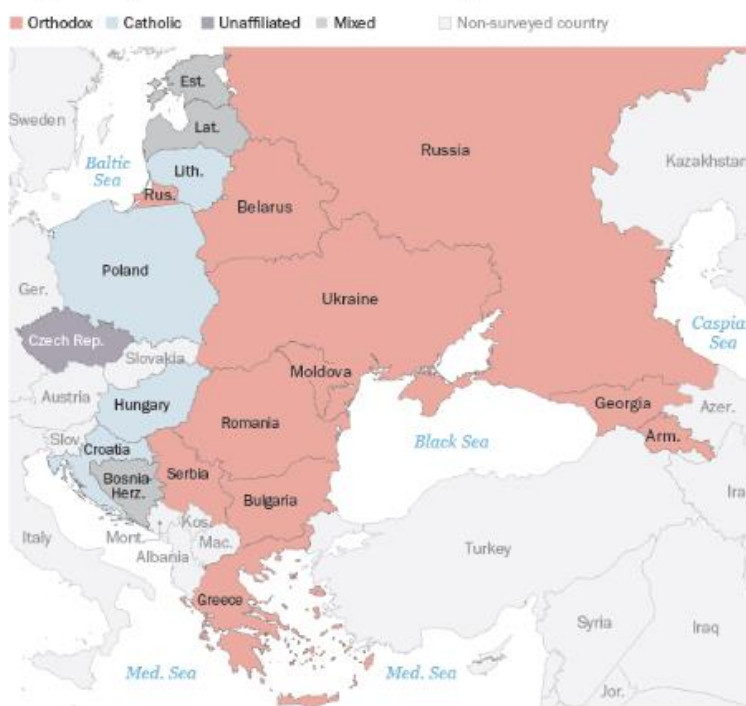 Orthodox Catholic Unaffiliated Mixed Non-surveyed country
Est.
Sweden
Lat.
Russia
Baltic
Sea
Kazakhstan
Lith.
Rus.
Belarus
Poland
Ger.
Ukraine
Caspia
Sea
Czech Rep.
Slovakia
Moldova
Austria
Hungary
Georgia
Azer.
Romania
Arm.
Slov.
Croatia
Black Sea
Bosnia-
Herz.
Serbia
Bulgaria
Ira
Kos.
Italy
Mont.
Mac.
Albania
Turkey
Greece
Syria
Iraq
Med. Sea
Med. Sea
Jor.